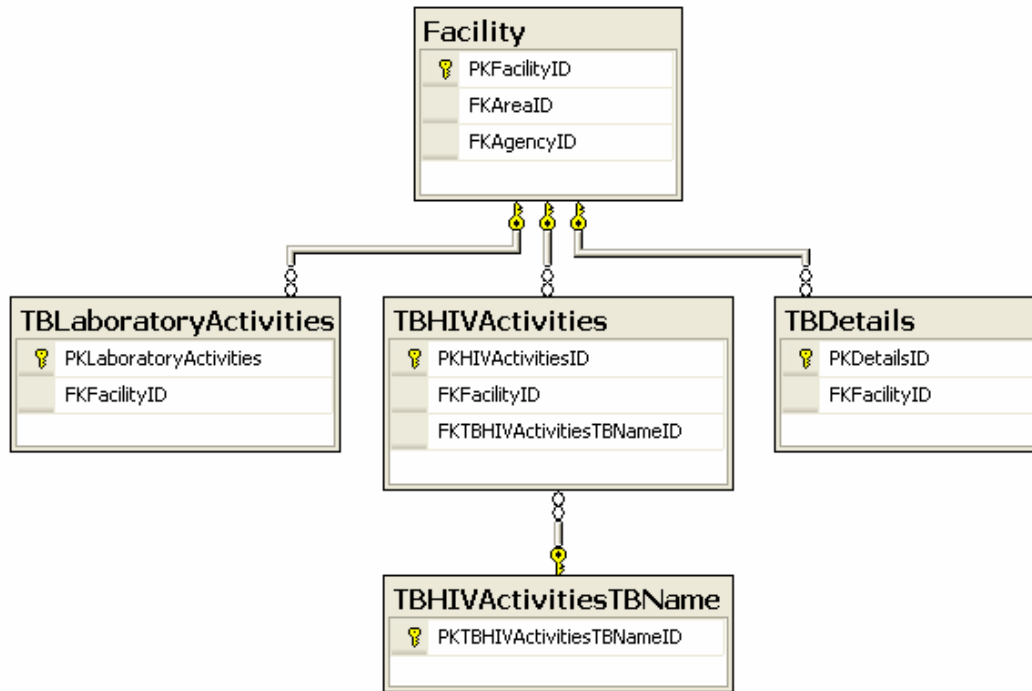 Facility
PKFacilityID
FKAreaID
FKAgencyID
TBLaboratoryActivities
PKLaboratoryActivities
FKFacilityID
TBHIVActivities
PKHIVActivitiesID
FKFacilityID
FKTBHIVActivitiesTBNameID
TBDetails
PKDetailsID
FKFacilityID
TBHIVActivitiesTBName
PKTBHIVActivitiesTBNameID